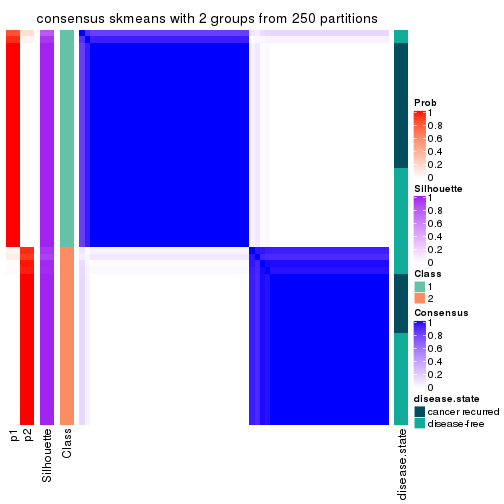 consensus skmeans with 2 groups from 250 partitions
Prob
1
0.8
0.6
0.4
0.2
0
Silhouette
1
0.8
0.6
0.4
0.2
0
Class
1
2
Consensus
1
0.8
0.6
0.4
0.2
0
disease.state
cancer recurred
disease-free
p1
p2
Silhouette
Class
disease.state